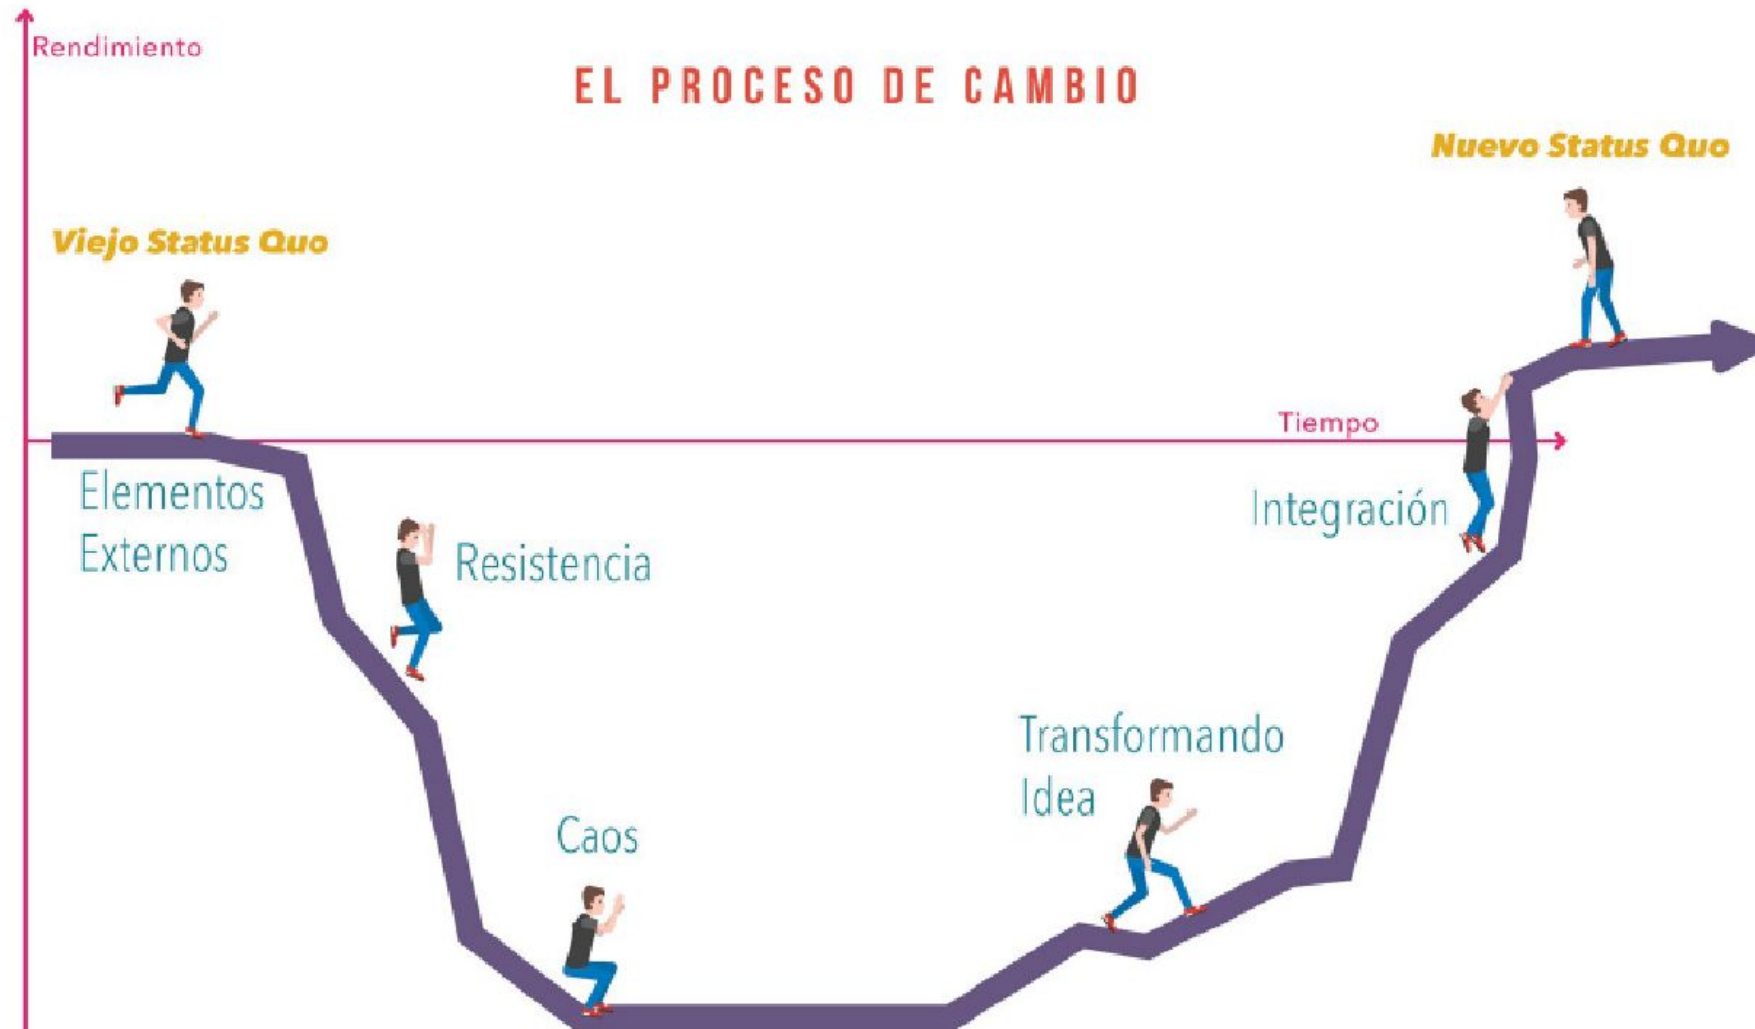 Rendimiento
EL PROCESO DE CAMBIO
Nuevo Status Quo
Viejo Status Quo
Tiempo
Elementos
Externos
Resistencia
Integración
Transformando
Idea
Caos